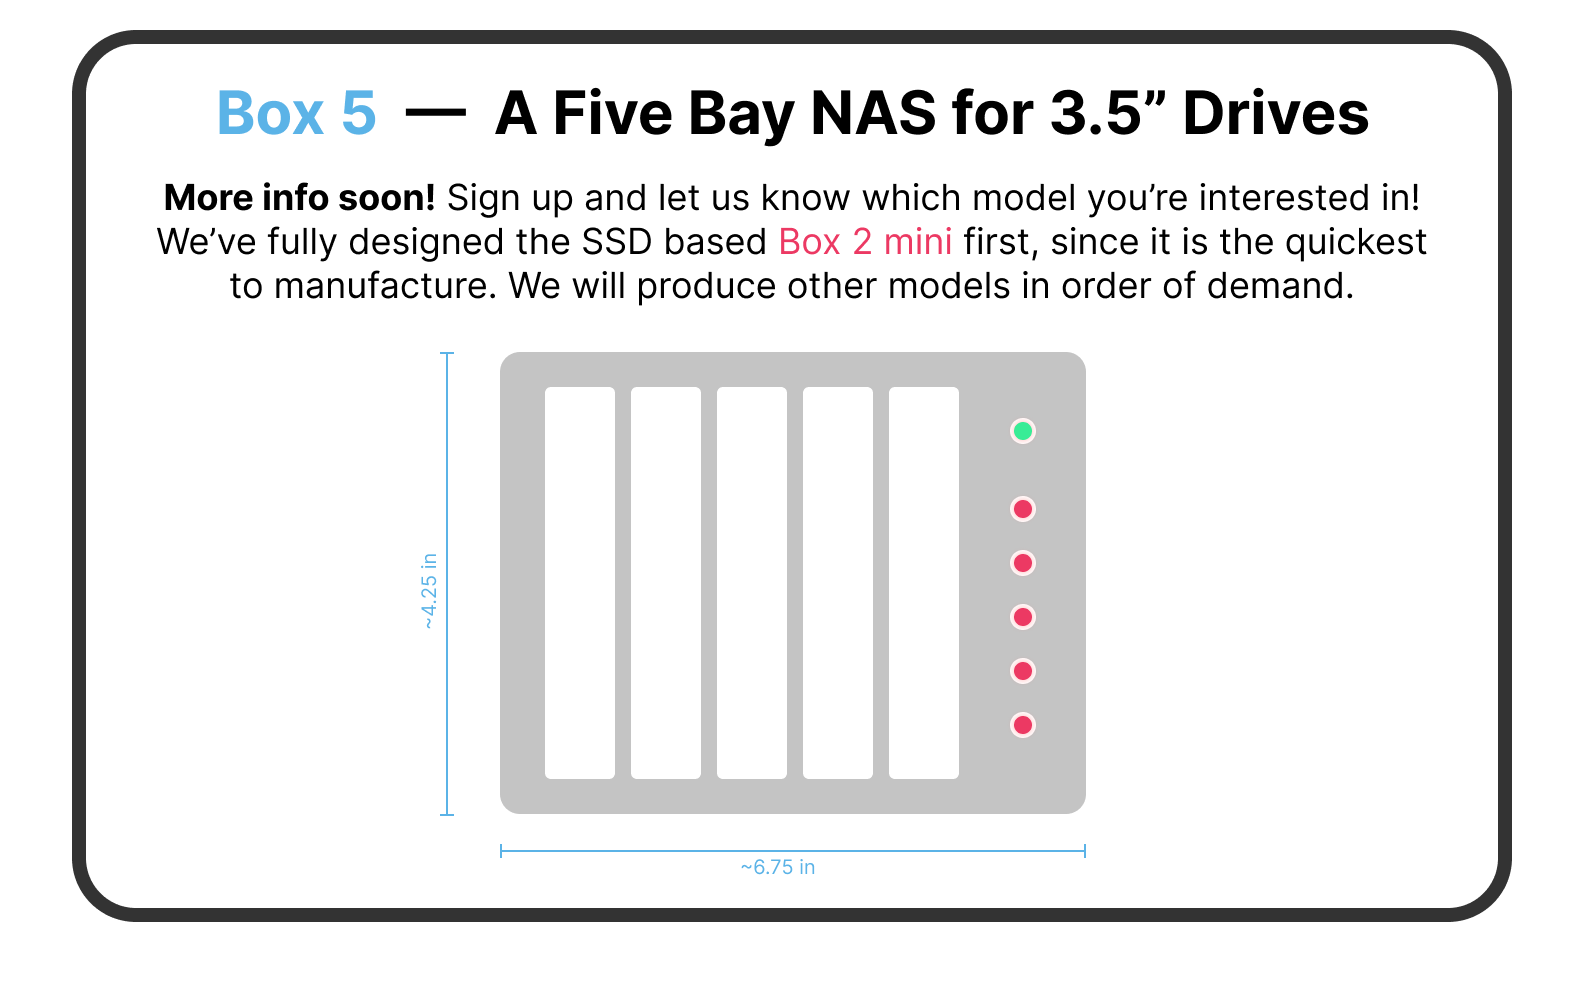 Box 5 — A Five Bay NAS for 3.5” Drives
More info soon! Sign up and let us know which model you’re interested in!
We’ve fully designed the SSD based Box 2 mini first, since it is the quickest
to manufacture. We will produce other models in order of demand.
~4.25 in
~6.75 in